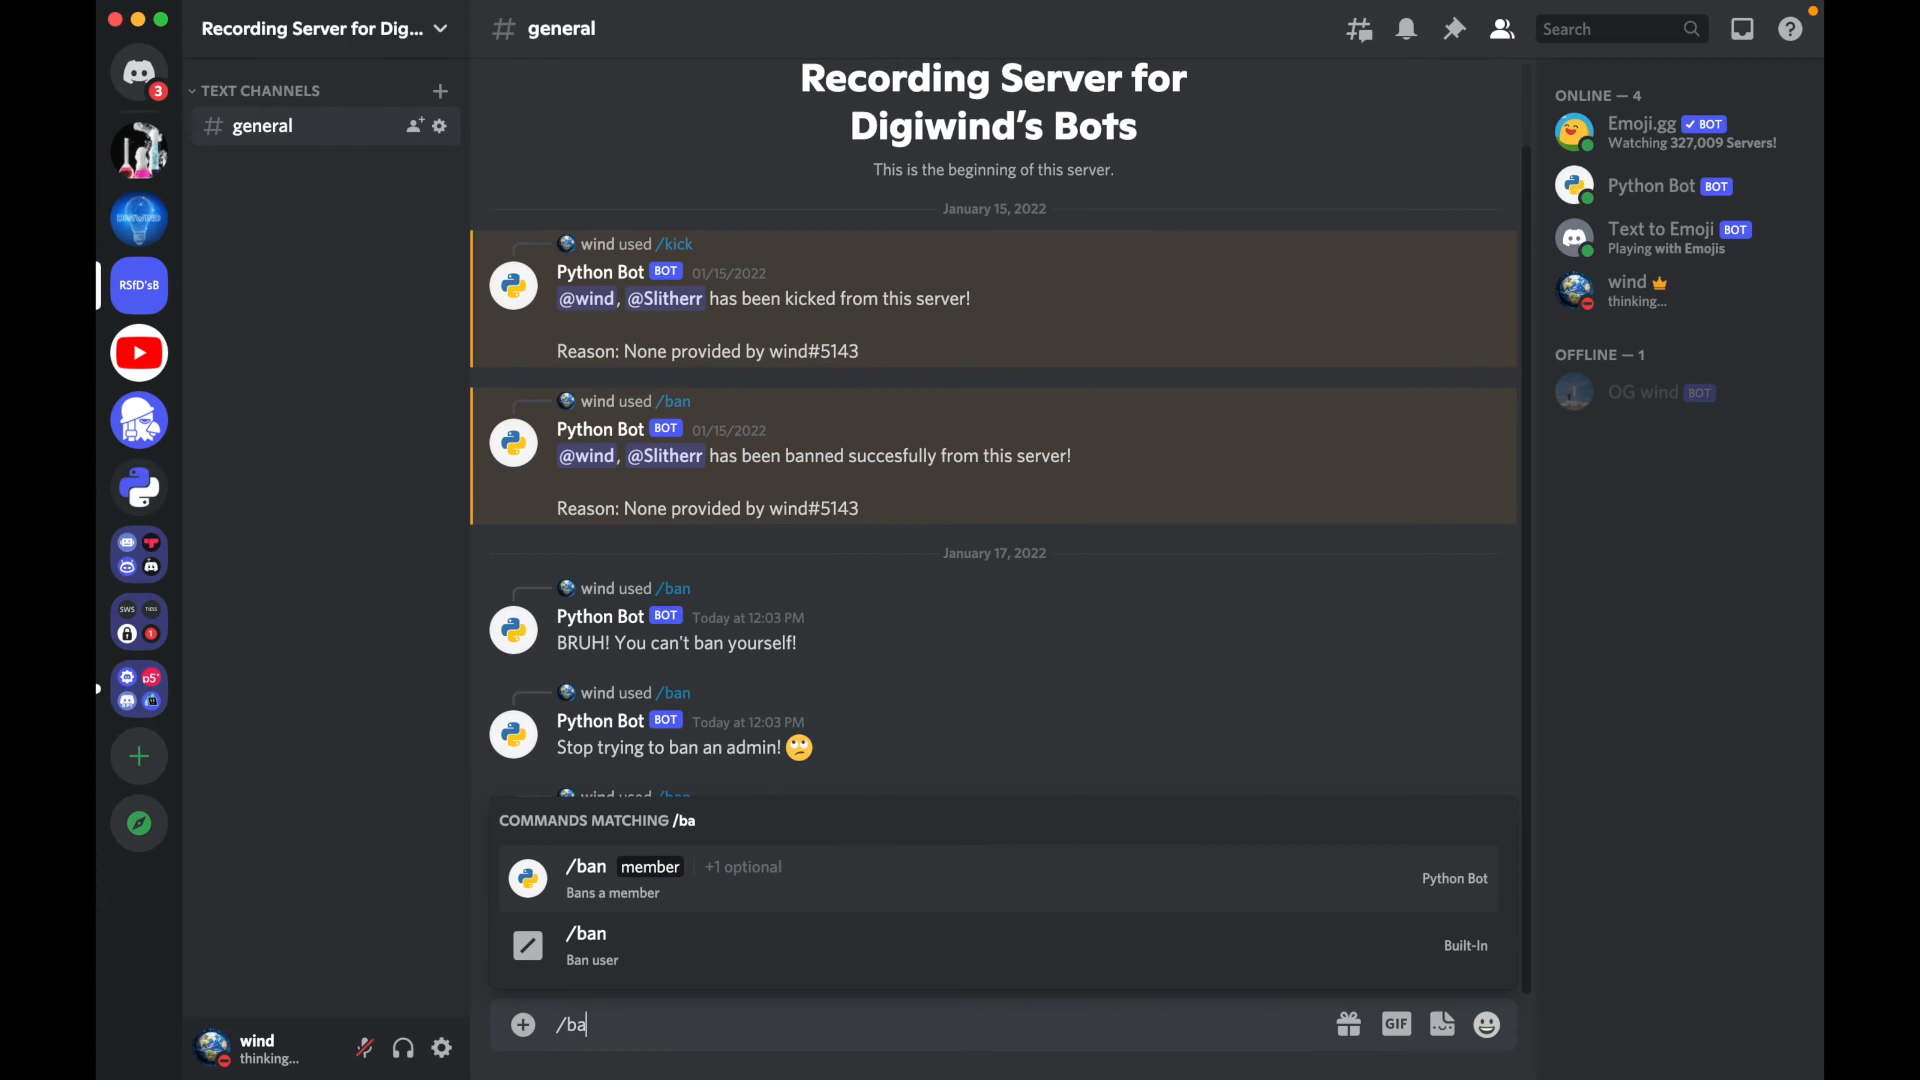 Recording Server for Dig...
general
Search
3
TEXT CHANNELS
general
RSfD'sB
SWS
1
p5*
Recording Server for
Digiwind's Bots
This is the beginning of this server.
January 15, 2022
wind used /kick
Python Bot BOT 01/15/2022
@wind, @Slitherr has been kicked from this server!
Reason: None provided by wind#5143
wind used /ban
Python Bot BOT 01/15/2022
@wind, @Slitherr has been banned succesfully from this server!
Reason: None provided by wind#5143
January 17, 2022
wind used /ban
Python Bot BOT Today at 12:03 PM
BRUH! You can't ban yourself!
wind used /ban
Python Bot BOT Today at 12:03 PM
Stop trying to ban an admin! 🙄
wind used /ban
COMMANDS MATCHING /ba
/ban member +1 optional
Bans a member
Python Bot
/ban
Ban user
Built-In
/ba
GIF
wind
thinking...
ONLINE — 4
Emoji.gg ✓ BOT
Watching 327,009 Servers!
Python Bot BOT
Text to Emoji BOT
Playing with Emojis
wind
thinking...
OFFLINE — 1
OG wind BOT